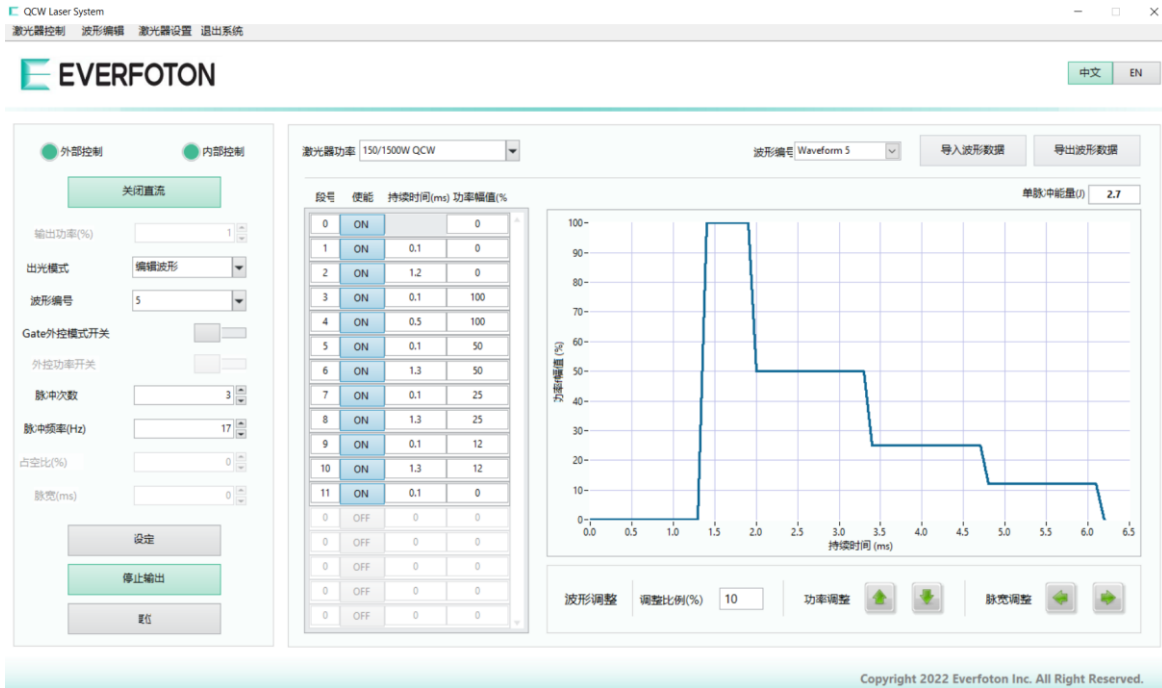 QCW Laser System
激光器控制 波形编辑 激光器设置 退出系统
EVERFOTON
中文 EN
外部控制 内部控制
关闭直流
输出功率(%) 1
出光模式 编辑波形
波形编号 5
Gate外控模式开关
外控功率开关
脉冲次数 3
脉冲频率(Hz) 17
占空比(%) 0
脉宽(ms) 0
设定
停止输出
激光器功率 150/1500W QCW
波形编号 Waveform 5
导入波形数据 导出波形数据
单脉冲能量(J) 2.7
段号 使能 持续时间(ms) 功率幅值(%
0 ON 0
1 ON 0.1 0
2 ON 1.2 0
3 ON 0.1 100
4 ON 0.5 100
5 ON 0.1 50
6 ON 1.3 50
7 ON 0.1 25
8 ON 1.3 25
9 ON 0.1 12
10 ON 1.3 12
11 ON 0.1 0
0 OFF 0 0
0 OFF 0 0
0 OFF 0 0
0 OFF 0 0
0 OFF 0 0
功率幅值 (%)
100
90
80
70
60
50
40
30
20
10
0
0.0 0.5 1.0 1.5 2.0 2.5 3.0 3.5 4.0 4.5 5.0 5.5 6.0 6.5
持续时间 (ms)
波形调整 调整比例(%) 10 功率调整 脉宽调整
Copyright 2022 Everfoton Inc. All Right Reserved.